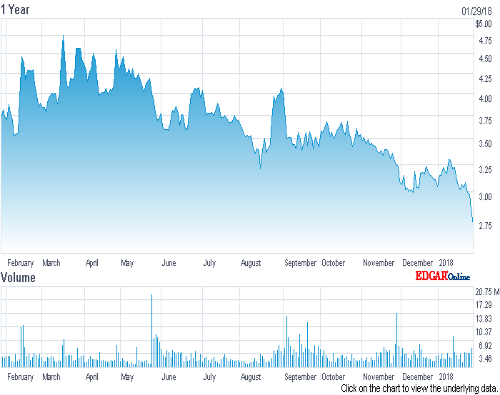 1 Year 01/29/18
$5.00
4.75
4.50
4.25
4.00
3.75
3.50
3.25
3.00
2.75
February March April May June July August September October November December 2018
EDGAR Online
Volume
20.75 M
17.29
13.83
10.37
6.92
3.46
February March April May June July August September October November December 2018
Click on the chart to view the underlying data.